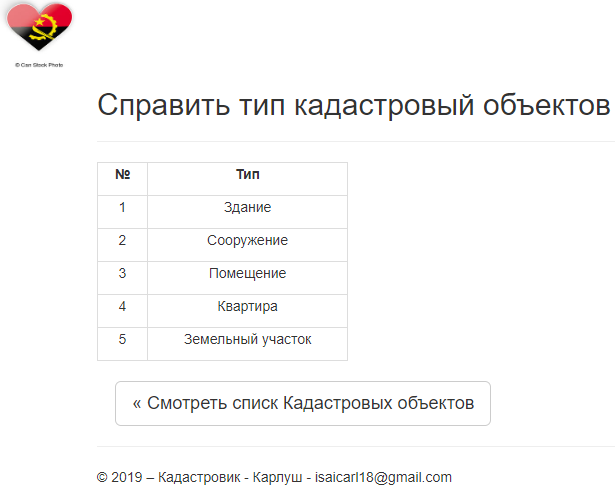 © Can Stock Photo
Справить тип кадастровый объектов
№ Тип
1 Здание
2 Сооружение
3 Помещение
4 Квартира
5 Земельный участок
« Смотреть списк Кадастровых объектов
© 2019 – Кадастровик - Карлуш - isaicarl18@gmail.com